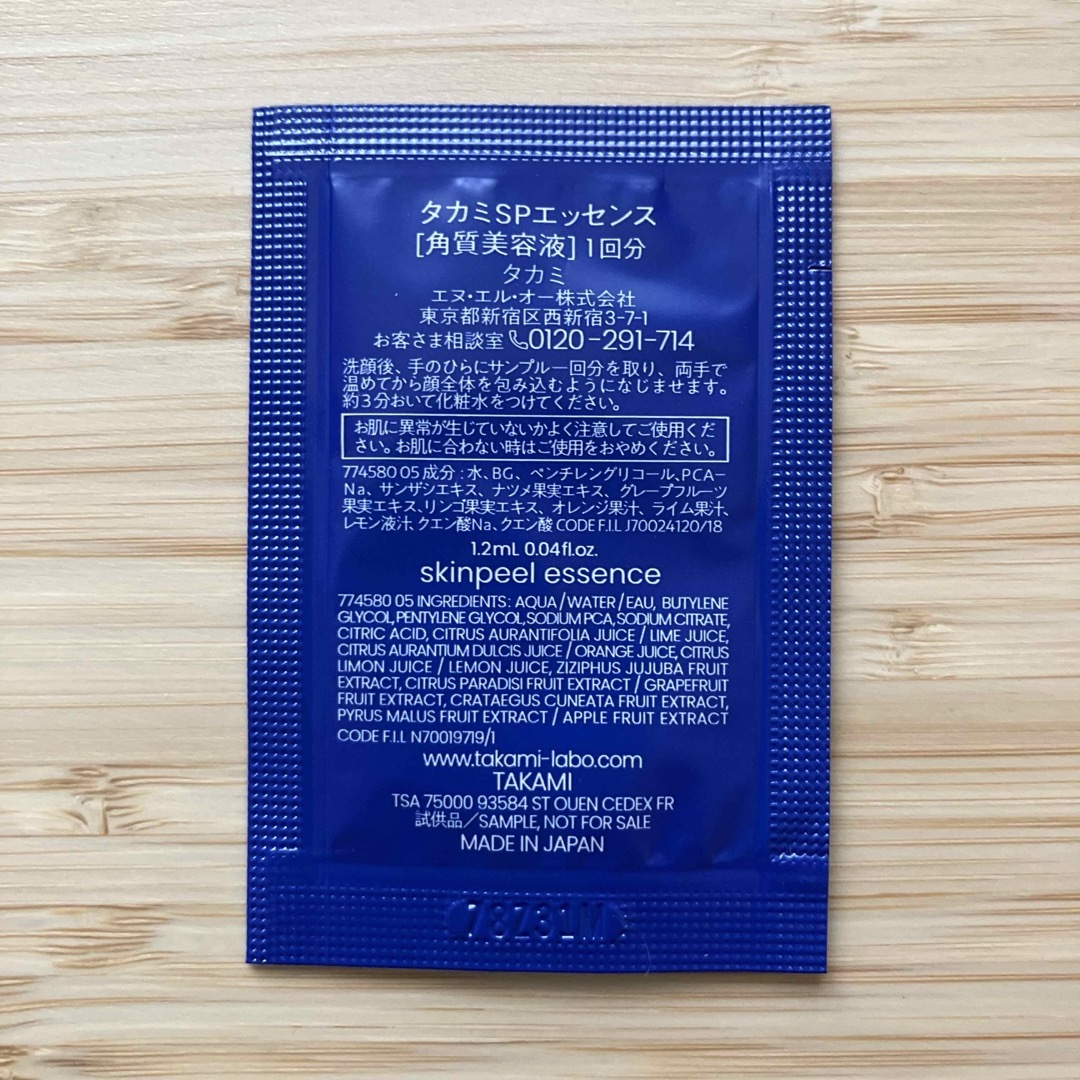 タカミSPエッセンス
[角質美容液] 1回分
タカミ
エヌ・エル・オー株式会社
東京都新宿区西新宿3-7-1
お客さま相談室 0120-291-714
洗顔後、手のひらにサンプル一回分を取り、両手で
温めてから顔全体を包み込むようになじませます。
約3分おいて化粧水をつけてください。
お肌に異常が生じていないかよく注意してご使用くだ
さい。お肌に合わない時はご使用をおやめください。
774580 05 成分 : 水、BG、ペンチレングリコール、PCA-
Na、サンザシエキス、ナツメ果実エキス、グレープフルーツ
果実エキス、リンゴ果実エキス、オレンジ果汁、ライム果汁、
レモン液汁、クエン酸Na、クエン酸 CODE F.I.L J70024120/18
1.2mL 0.04fl.oz.
skinpeel essence
774580 05 INGREDIENTS: AQUA/WATER/EAU, BUTYLENE
GLYCOL, PENTYLENE GLYCOL, SODIUM PCA, SODIUM CITRATE,
CITRIC ACID, CITRUS AURANTIFOLIA JUICE / LIME JUICE,
CITRUS AURANTIUM DULCIS JUICE / ORANGE JUICE, CITRUS
LIMON JUICE / LEMON JUICE, ZIZIPHUS JUJUBA FRUIT
EXTRACT, CITRUS PARADISI FRUIT EXTRACT / GRAPEFRUIT
FRUIT EXTRACT, CRATAEGUS CUNEATA FRUIT EXTRACT,
PYRUS MALUS FRUIT EXTRACT / APPLE FRUIT EXTRACT
CODE F.I.L N70019719/1
www.takami-labo.com
TAKAMI
TSA 75000 93584 ST OUEN CEDEX FR
試供品/SAMPLE, NOT FOR SALE
MADE IN JAPAN
78Z31M